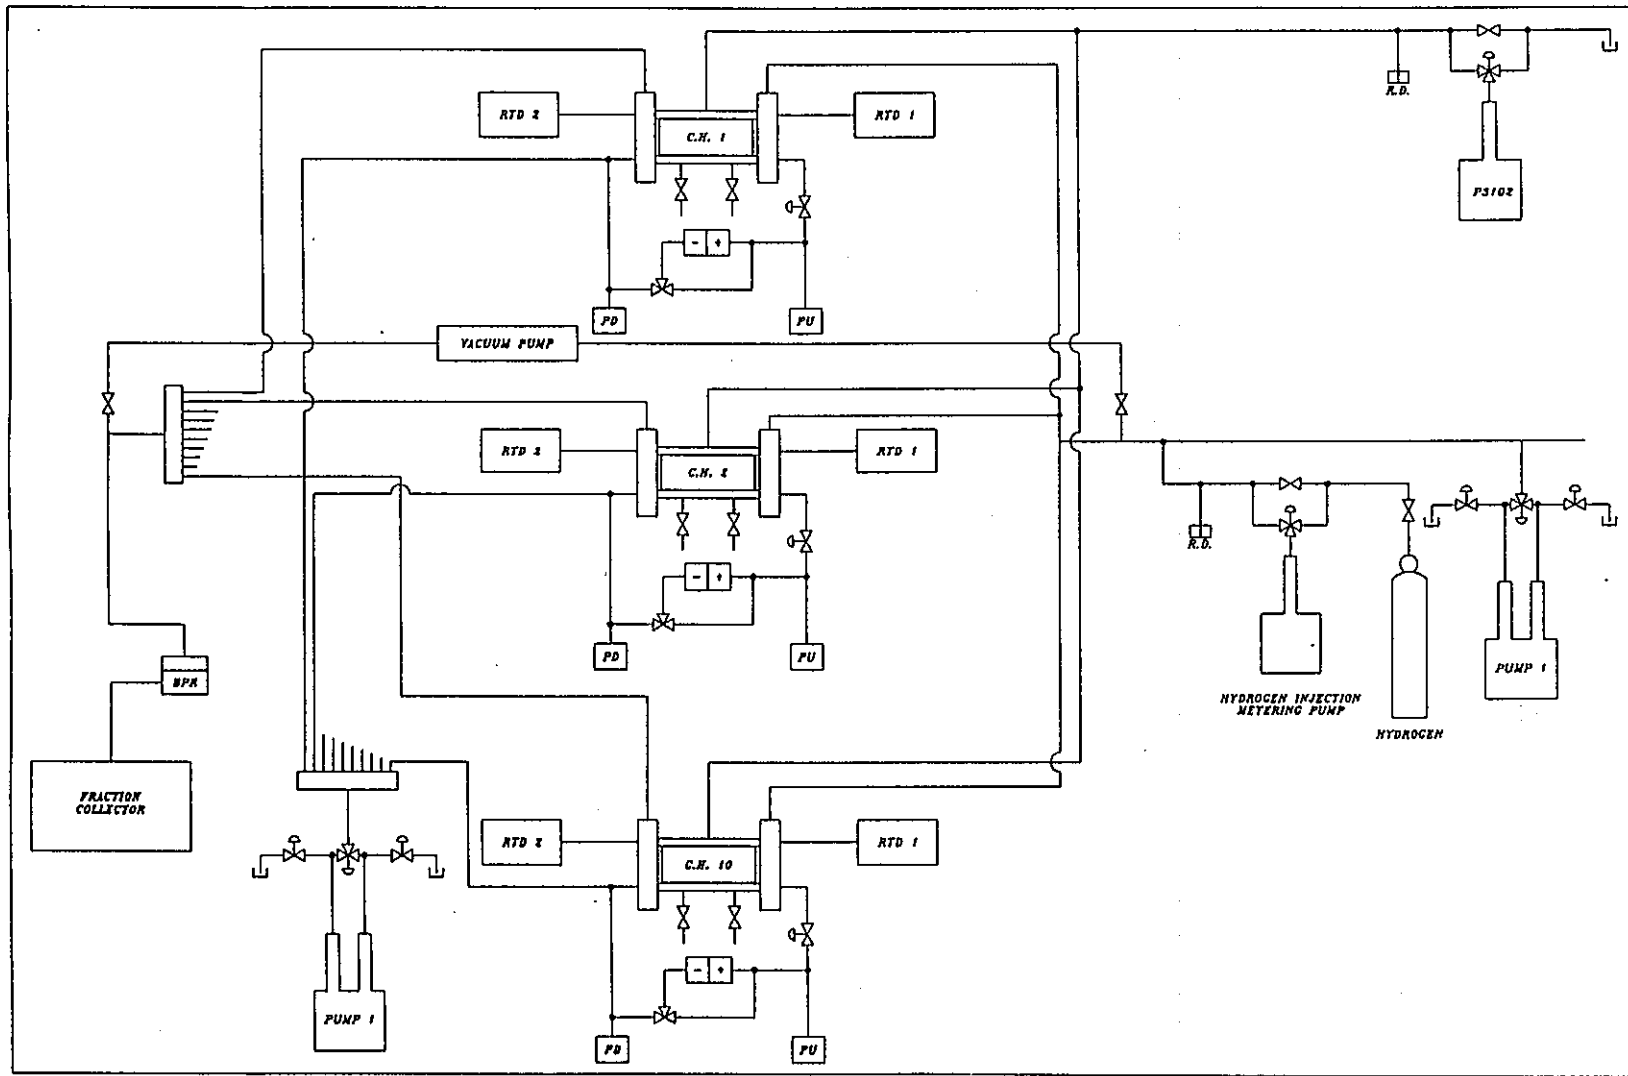 R.D.
RTD 2
C.H. 1
RTD 1
PS102
-
+
PD
PU
VACUUM PUMP
RTD 2
C.H. 2
RTD 1
R.D.
-
+
PD
PU
BPR
HYDROGEN INJECTION
METERING PUMP
PUMP 1
HYDROGEN
FRACTION
COLLECTOR
RTD 2
C.H. 10
RTD 1
-
+
PUMP 1
PD
PU